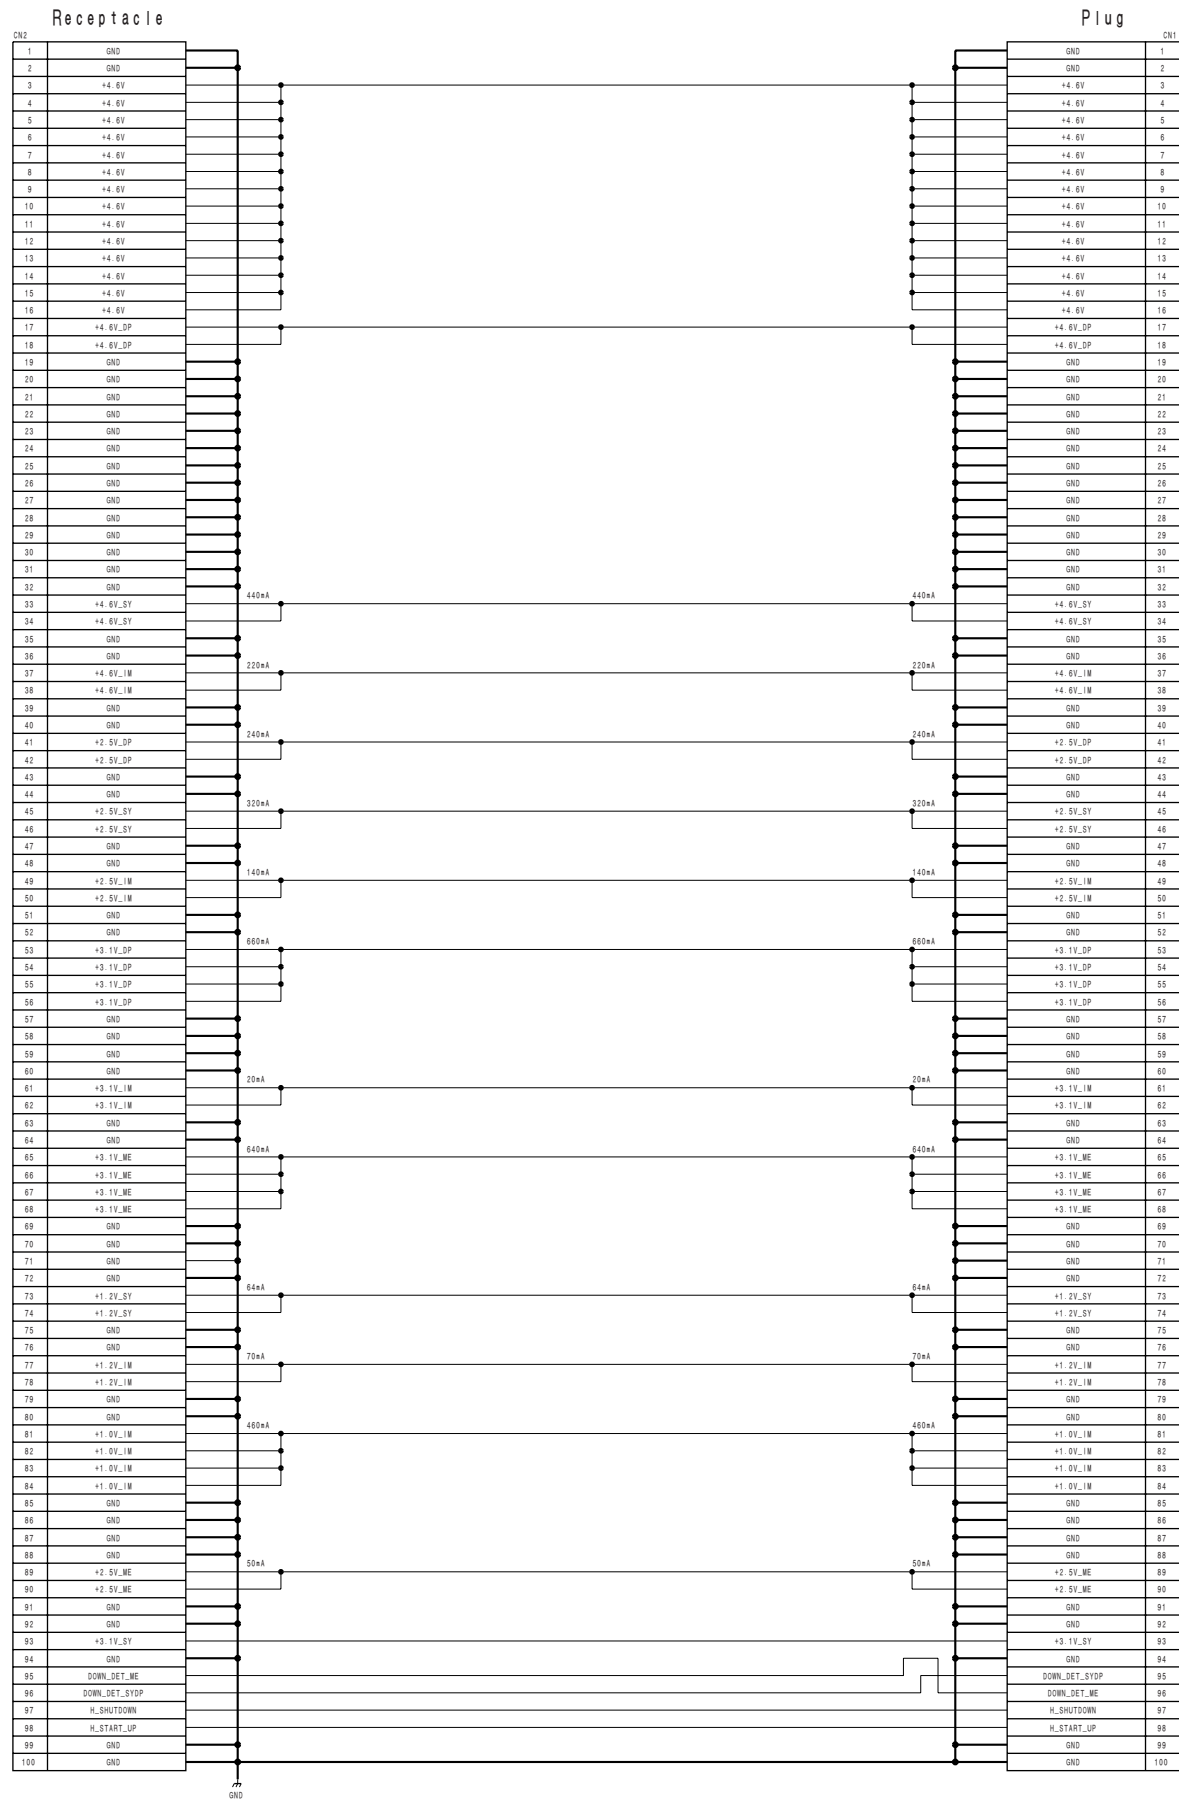 Receptacle Plug
CN2 CN1
1 GND GND 1
2 GND GND 2
3 +4.6V +4.6V 3
4 +4.6V +4.6V 4
5 +4.6V +4.6V 5
6 +4.6V +4.6V 6
7 +4.6V +4.6V 7
8 +4.6V +4.6V 8
9 +4.6V +4.6V 9
10 +4.6V +4.6V 10
11 +4.6V +4.6V 11
12 +4.6V +4.6V 12
13 +4.6V +4.6V 13
14 +4.6V +4.6V 14
15 +4.6V +4.6V 15
16 +4.6V +4.6V 16
17 +4.6V_DP +4.6V_DP 17
18 +4.6V_DP +4.6V_DP 18
19 GND GND 19
20 GND GND 20
21 GND GND 21
22 GND GND 22
23 GND GND 23
24 GND GND 24
25 GND GND 25
26 GND GND 26
27 GND GND 27
28 GND GND 28
29 GND GND 29
30 GND GND 30
31 GND GND 31
32 GND GND 32
440mA 440mA
33 +4.6V_SY +4.6V_SY 33
34 +4.6V_SY +4.6V_SY 34
35 GND GND 35
36 GND GND 36
220mA 220mA
37 +4.6V_IM +4.6V_IM 37
38 +4.6V_IM +4.6V_IM 38
39 GND GND 39
40 GND GND 40
240mA 240mA
41 +2.5V_DP +2.5V_DP 41
42 +2.5V_DP +2.5V_DP 42
43 GND GND 43
44 GND GND 44
320mA 320mA
45 +2.5V_SY +2.5V_SY 45
46 +2.5V_SY +2.5V_SY 46
47 GND GND 47
48 GND GND 48
140mA 140mA
49 +2.5V_IM +2.5V_IM 49
50 +2.5V_IM +2.5V_IM 50
51 GND GND 51
52 GND GND 52
660mA 660mA
53 +3.1V_DP +3.1V_DP 53
54 +3.1V_DP +3.1V_DP 54
55 +3.1V_DP +3.1V_DP 55
56 +3.1V_DP +3.1V_DP 56
57 GND GND 57
58 GND GND 58
59 GND GND 59
60 GND GND 60
20mA 20mA
61 +3.1V_IM +3.1V_IM 61
62 +3.1V_IM +3.1V_IM 62
63 GND GND 63
64 GND GND 64
640mA 640mA
65 +3.1V_ME +3.1V_ME 65
66 +3.1V_ME +3.1V_ME 66
67 +3.1V_ME +3.1V_ME 67
68 +3.1V_ME +3.1V_ME 68
69 GND GND 69
70 GND GND 70
71 GND GND 71
72 GND GND 72
64mA 64mA
73 +1.2V_SY +1.2V_SY 73
74 +1.2V_SY +1.2V_SY 74
75 GND GND 75
76 GND GND 76
70mA 70mA
77 +1.2V_IM +1.2V_IM 77
78 +1.2V_IM +1.2V_IM 78
79 GND GND 79
80 GND GND 80
460mA 460mA
81 +1.0V_IM +1.0V_IM 81
82 +1.0V_IM +1.0V_IM 82
83 +1.0V_IM +1.0V_IM 83
84 +1.0V_IM +1.0V_IM 84
85 GND GND 85
86 GND GND 86
87 GND GND 87
88 GND GND 88
50mA 50mA
89 +2.5V_ME +2.5V_ME 89
90 +2.5V_ME +2.5V_ME 90
91 GND GND 91
92 GND GND 92
93 +3.1V_SY +3.1V_SY 93
94 GND GND 94
95 DOWN_DET_ME DOWN_DET_SYDP 95
96 DOWN_DET_SYDP DOWN_DET_ME 96
97 H_SHUTDOWN H_SHUTDOWN 97
98 H_START_UP H_START_UP 98
99 GND GND 99
100 GND GND 100
GND